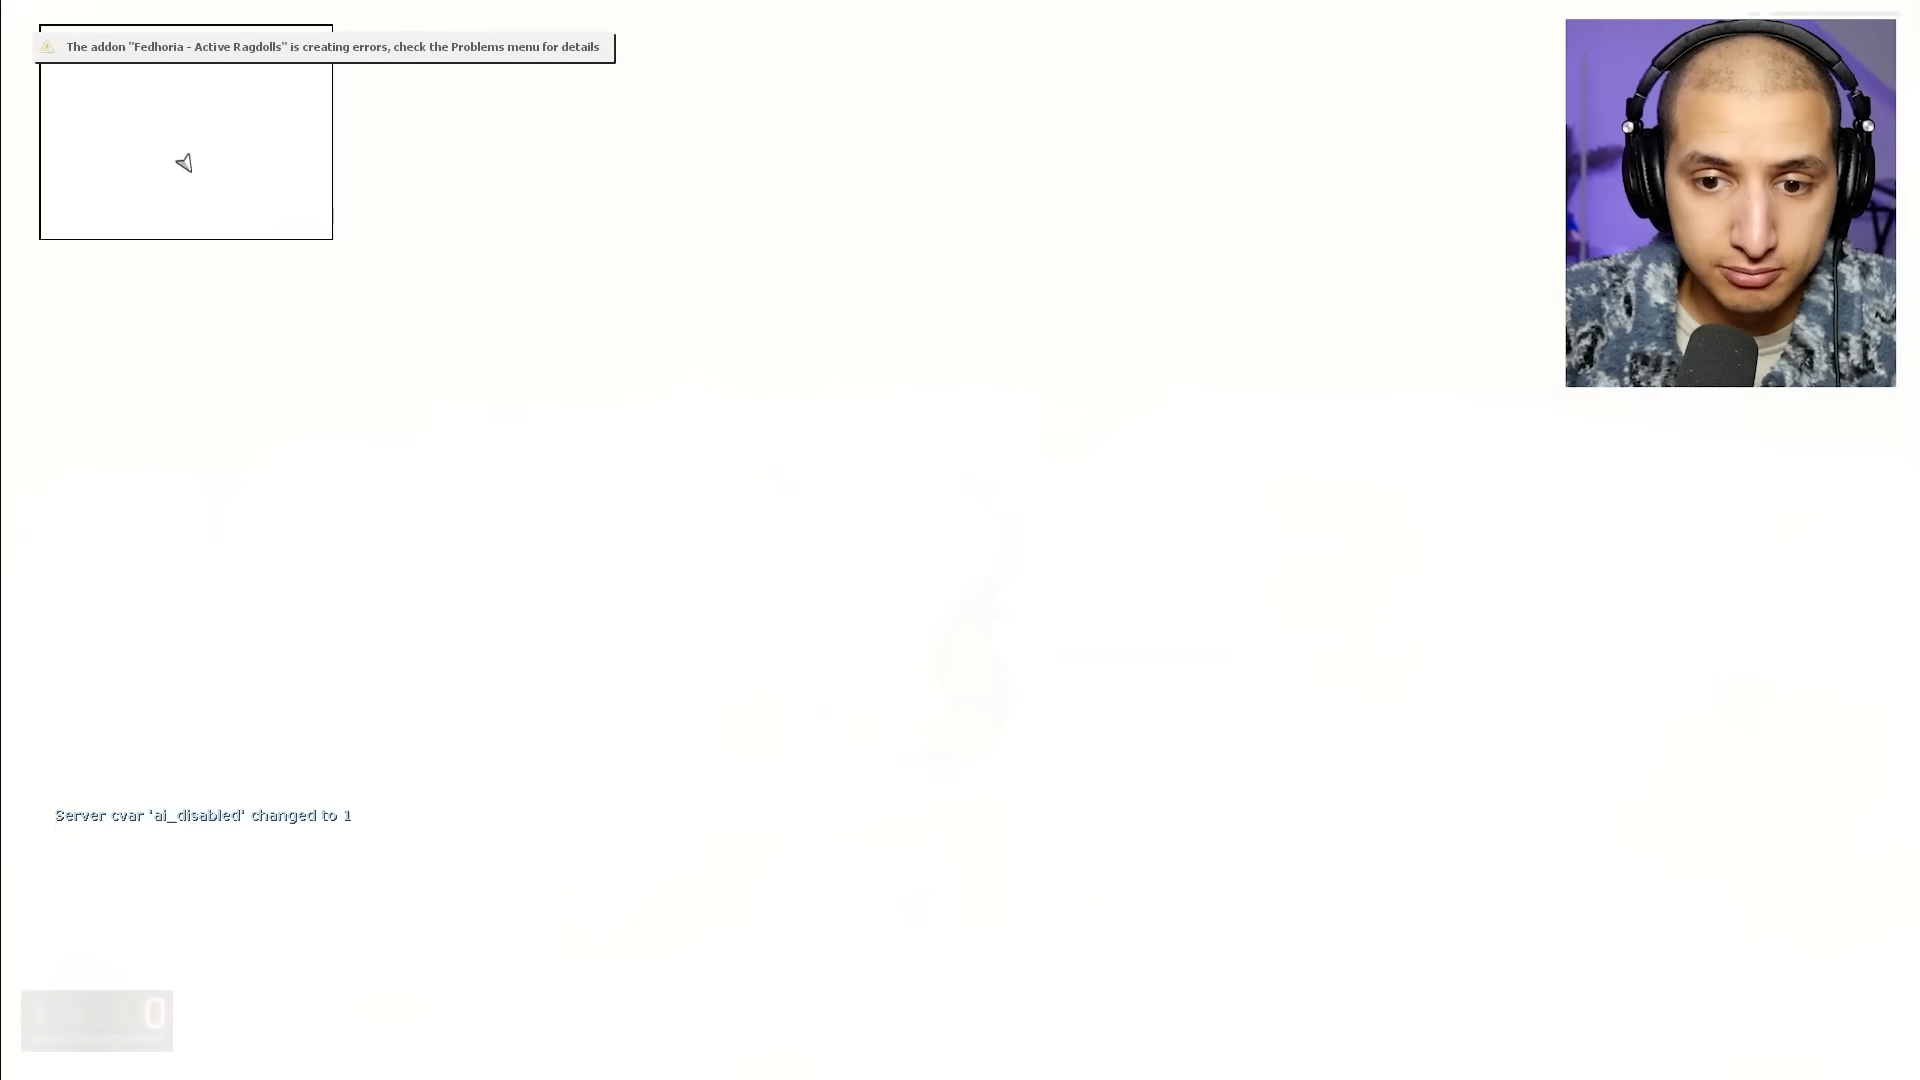 The addon "Fedhoria - Active Ragdolls" is creating errors, check the Problems menu for details
Server cvar 'ai_disabled' changed to 1
0